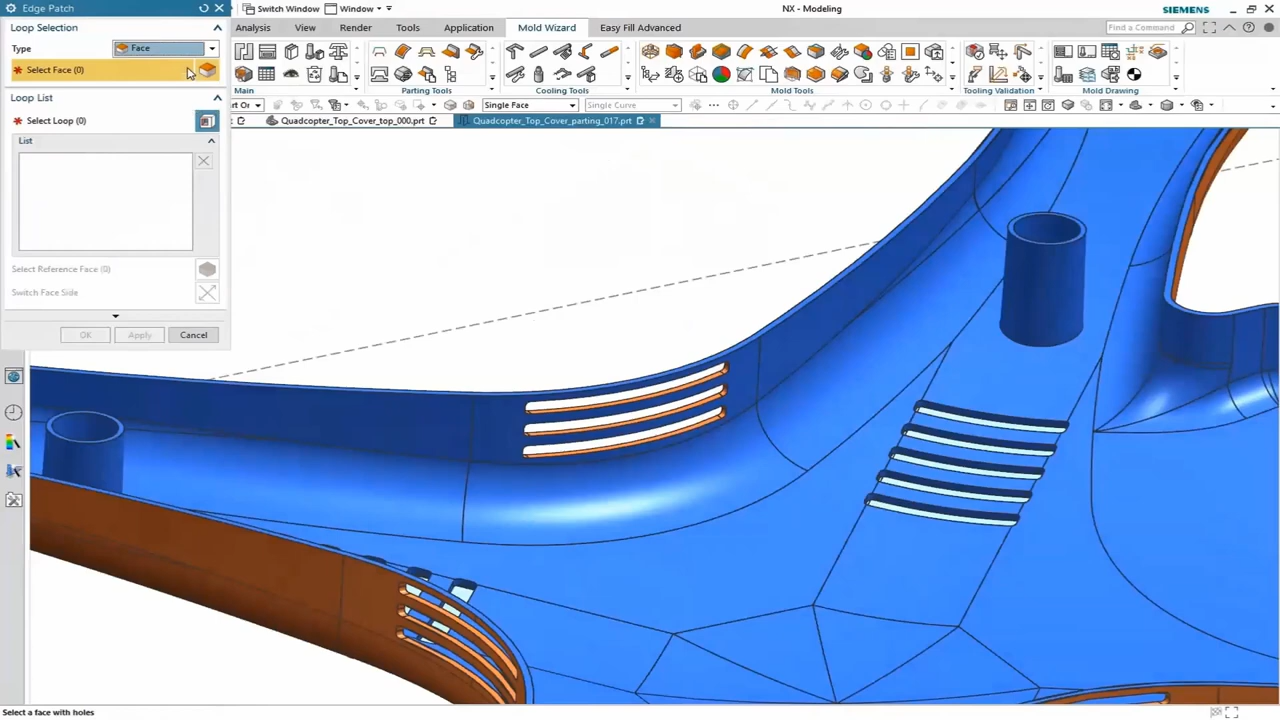 Edge Patch
Switch Window
Window
NX - Modeling
SIEMENS
Loop Selection
Analysis
View
Render
Tools
Application
Mold Wizard
Easy Fill Advanced
Find a Command
Type
Face
Select Face (0)
Main
Parting Tools
Cooling Tools
Mold Tools
Tooling Validation
Mold Drawing
Loop List
Single Face
Single Curve
Select Loop (0)
Quadcopter_Top_Cover_top_000.prt
Quadcopter_Top_Cover_parting_017.prt
List
Select Reference Face (0)
Switch Face Side
OK
Apply
Cancel
Select a face with holes